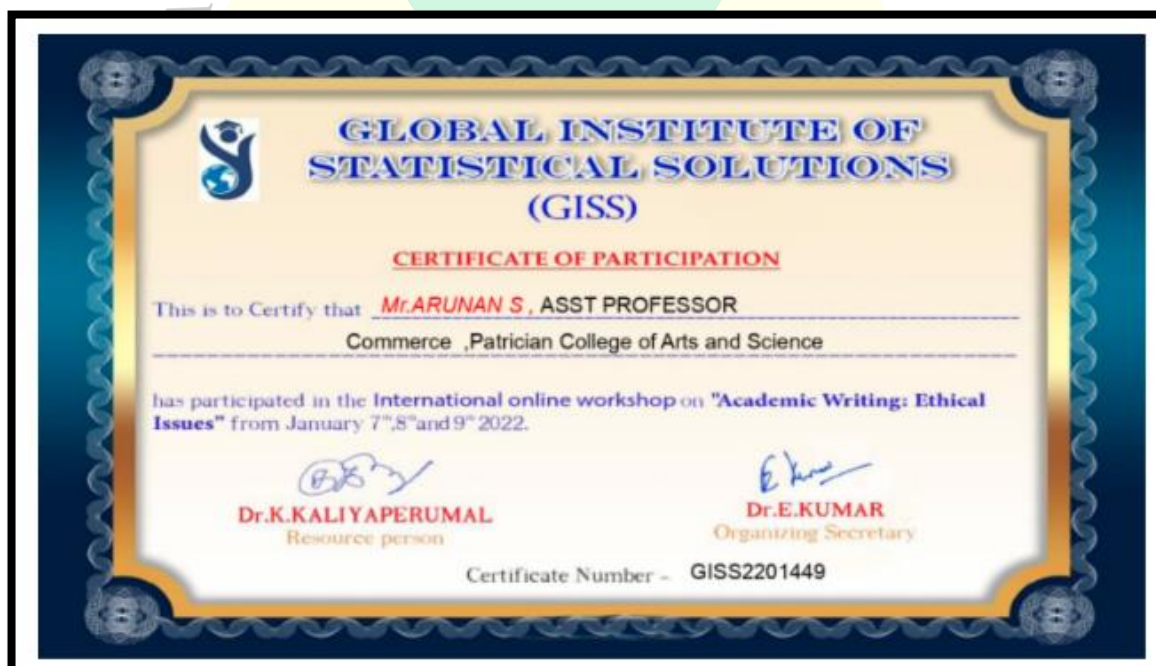 GLOBAL INSTITUTE OF
STATISTICAL SOLUTIONS
(GISS)
CERTIFICATE OF PARTICIPATION
This is to Certify that Mr.ARUNAN S , ASST PROFESSOR
Commerce ,Patrician College of Arts and Science
has participated in the International online workshop on "Academic Writing: Ethical
Issues" from January 7th,8th and 9th 2022.
E Kumar
Dr.K.KALIYAPERUMAL
Resource person
Dr.E.KUMAR
Organizing Secretary
Certificate Number - GISS2201449